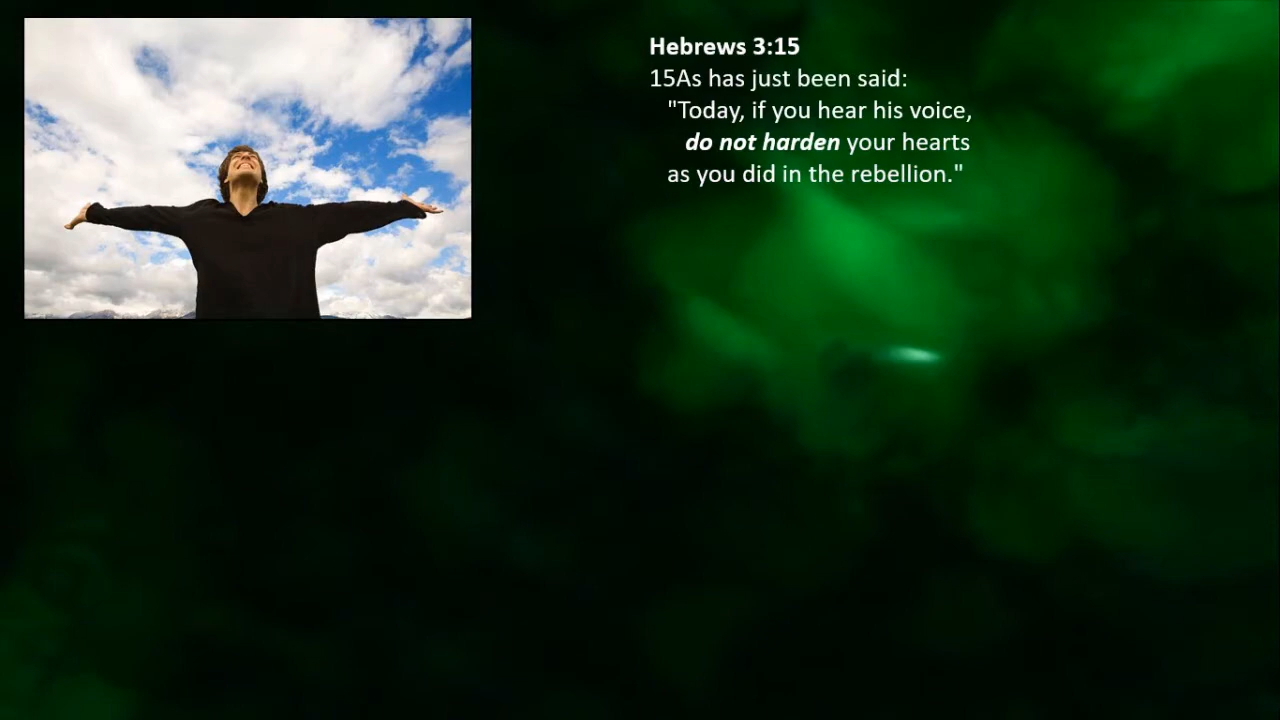 Hebrews 3:15
15As has just been said:
"Today, if you hear his voice,
do not harden your hearts
as you did in the rebellion."